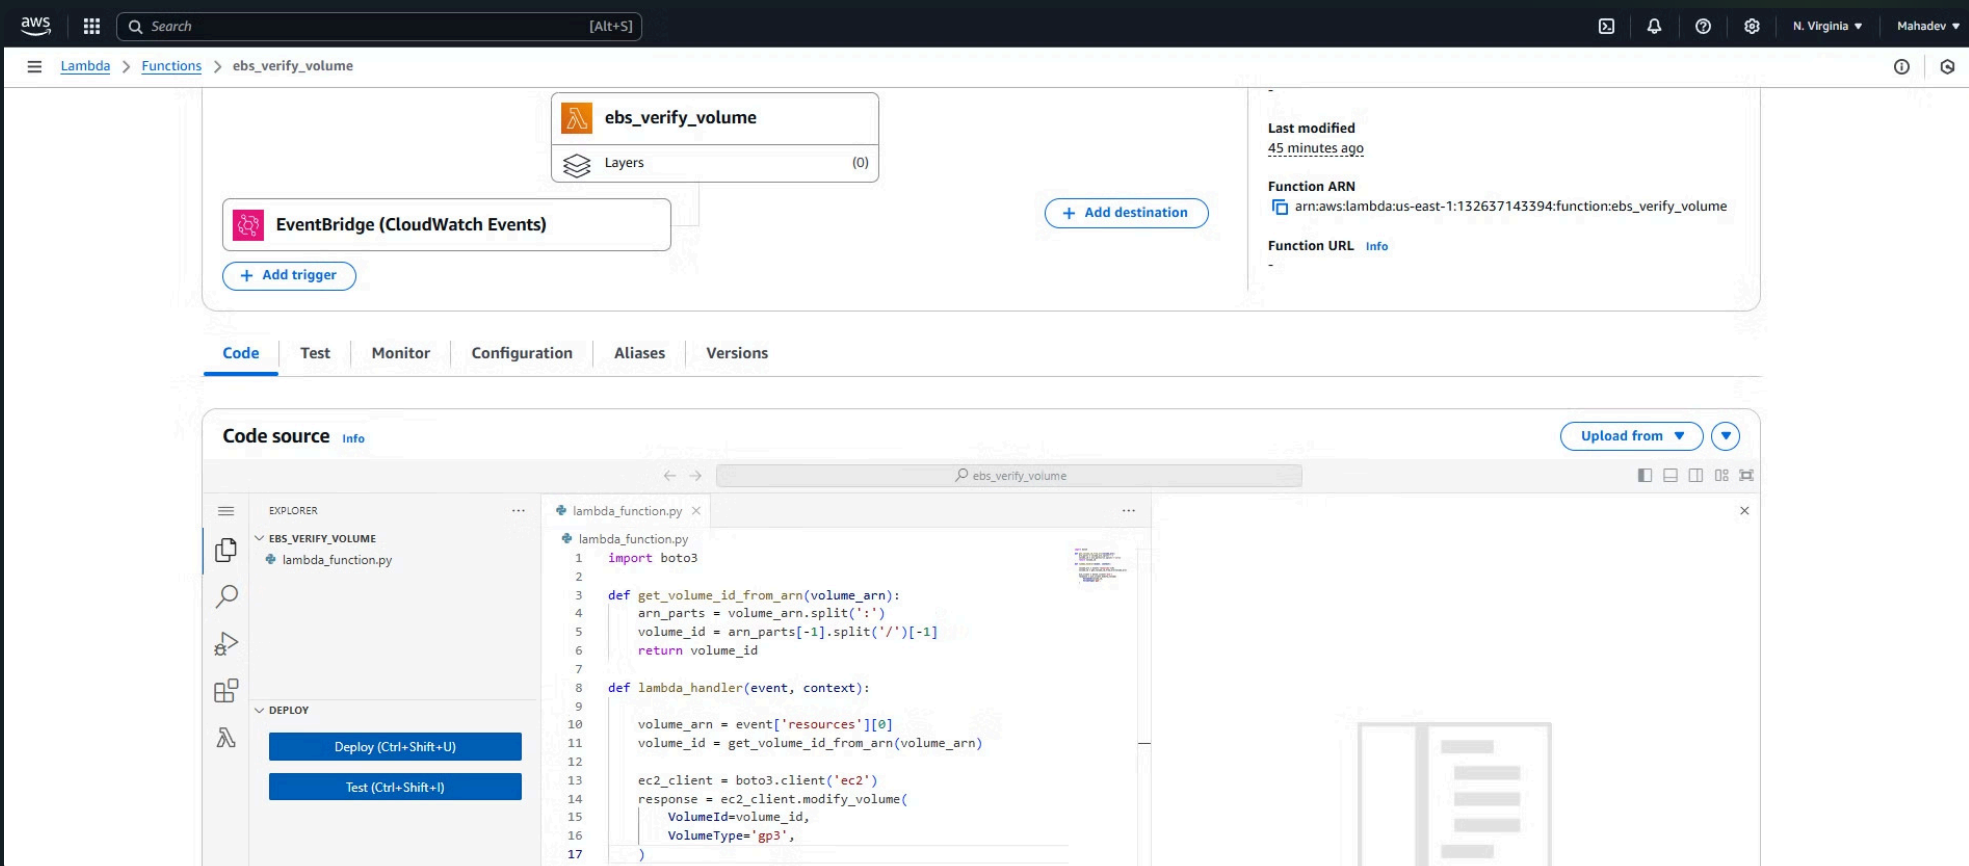 aws
Search [Alt+S]
N. Virginia ▼
Mahadev ▼
Lambda > Functions > ebs_verify_volume
ebs_verify_volume
Layers (0)
EventBridge (CloudWatch Events)
+ Add trigger
+ Add destination
-
Last modified
45 minutes ago
Function ARN
arn:aws:lambda:us-east-1:132637143394:function:ebs_verify_volume
Function URL Info
-
Code Test Monitor Configuration Aliases Versions
Code source Info
Upload from ▼
ebs_verify_volume
EXPLORER
EBS_VERIFY_VOLUME
lambda_function.py
DEPLOY
Deploy (Ctrl+Shift+U)
Test (Ctrl+Shift+I)
lambda_function.py
lambda_function.py
1 import boto3
2
3 def get_volume_id_from_arn(volume_arn):
4 arn_parts = volume_arn.split(':')
5 volume_id = arn_parts[-1].split('/')[-1]
6 return volume_id
7
8 def lambda_handler(event, context):
9
10 volume_arn = event['resources'][0]
11 volume_id = get_volume_id_from_arn(volume_arn)
12
13 ec2_client = boto3.client('ec2')
14 response = ec2_client.modify_volume(
15 VolumeId=volume_id,
16 VolumeType='gp3',
17 )